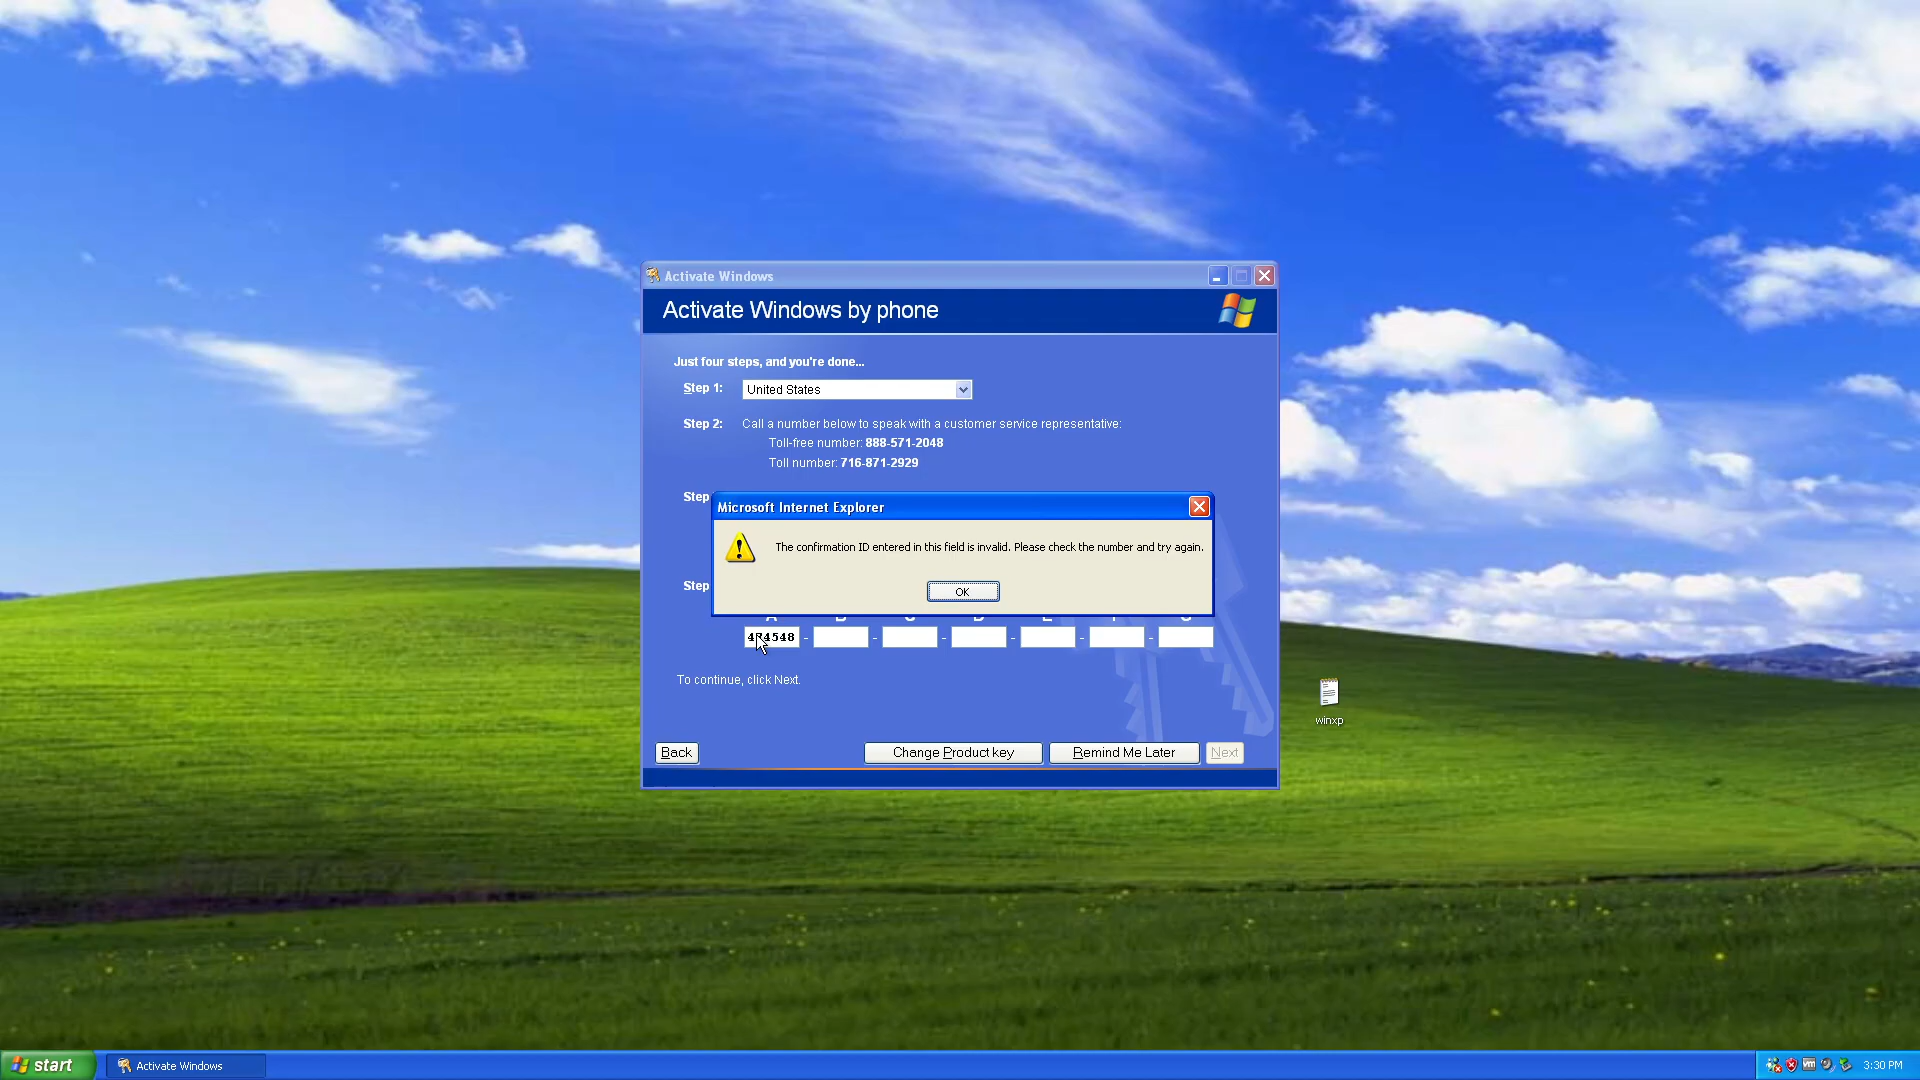 Activate Windows
Activate Windows by phone
Just four steps, and you're done...
Step 1: United States
Step 2: Call a number below to speak with a customer service representative:
Toll-free number: 888-571-2048
Toll number: 716-871-2929
Step
Microsoft Internet Explorer
The confirmation ID entered in this field is invalid. Please check the number and try again.
OK
Step
- - - - - -
To continue, click Next.
winxp
Back Change Product key Remind Me Later Next
start Activate Windows 3:30 PM